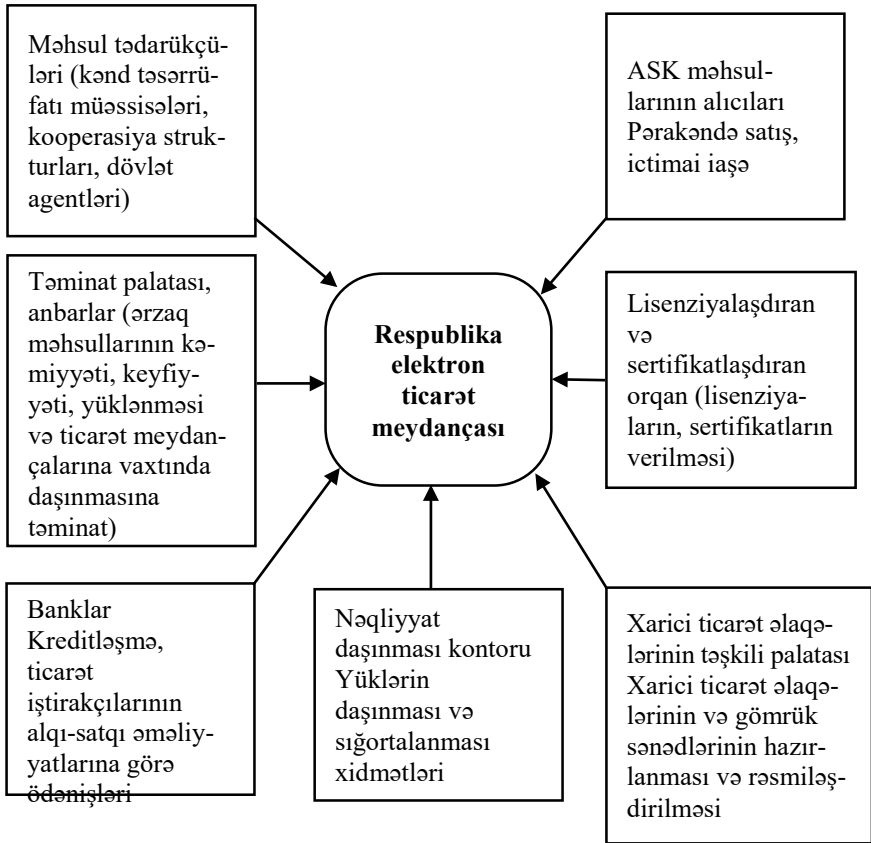 Məhsul tədarükçü-
ləri (kənd təsərrü-
fatı müəssisələri,
kooperasiya struk-
turları, dövlət
agentləri)
ASK məhsul-
larının alıcıları
Pərakəndə satış,
ictimai iaşə
Təminat palatası,
anbarlar (ərzaq
məhsullarının kə-
miyyəti, keyfiy-
yəti, yüklənməsi
və ticarət meydan-
çalarına vaxtında
daşınmasına
təminat)
Respublika
elektron
ticarət
meydançası
Lisenziyalaşdıran
və
sertifikatlaşdıran
orqan (lisenziya-
ların, sertifikatların
verilməsi)
Banklar
Kreditləşmə,
ticarət
iştirakçılarının
alqı-satqı əməliy-
yatlarına görə
ödənişləri
Nəqliyyat
daşınması kontoru
Yüklərin
daşınması və
sığortalanması
xidmətləri
Xarici ticarət əlaqə-
lərinin təşkili palatası
Xarici ticarət əlaqə-
lərinin və gömrük
sənədlərinin hazır-
lanması və rəsmiləş-
dirilməsi